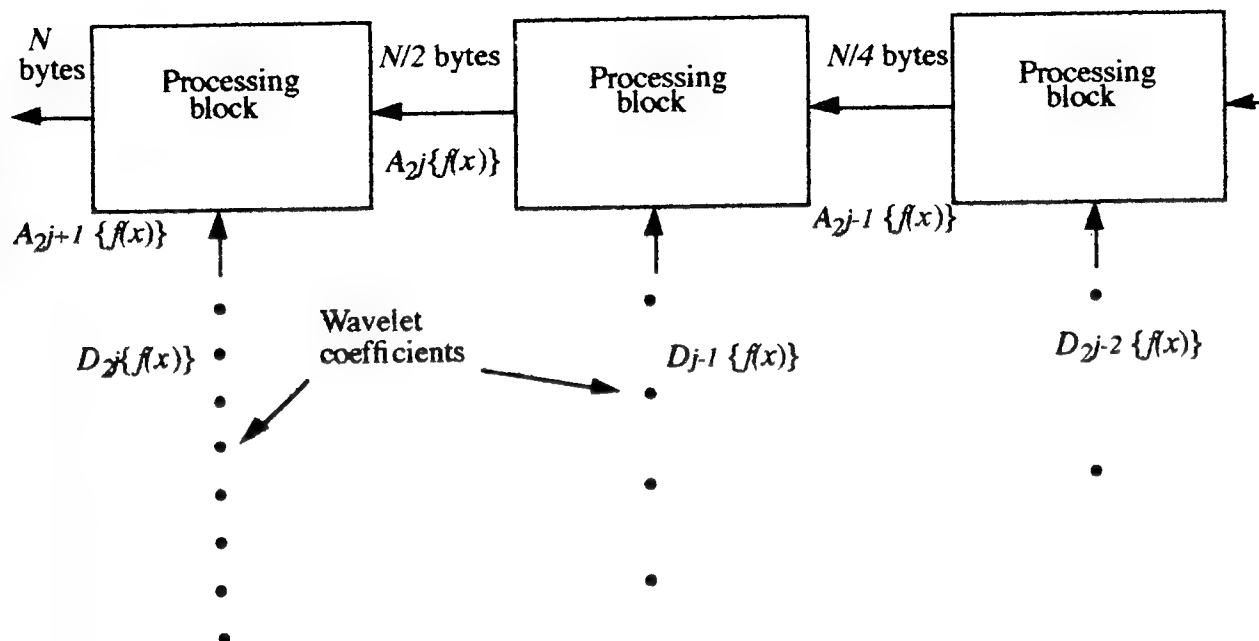 N
bytes
Processing
block
N/2 bytes
Processing
block
N/4 bytes
Processing
block
A2j{f(x)}
A2j+1 {f(x)}
A2j-1 {f(x)}
Wavelet
coefficients
D2j{f(x)}
Dj-1 {f(x)}
D2j-2 {f(x)}